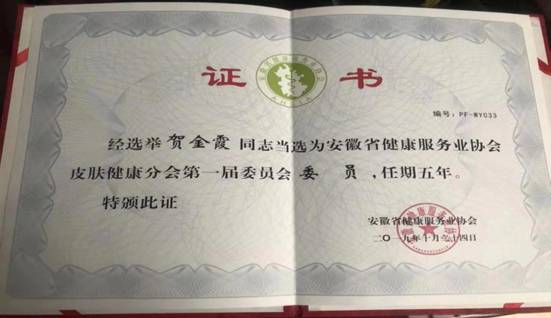 证书
编号：PF-WY033
经选举贺金霞同志当选为安徽省健康服务业协会
皮肤健康分会第一届委员会委 员，任期五年。
特颁此证
安徽省健康服务业协会
二〇一九年十月二十四日